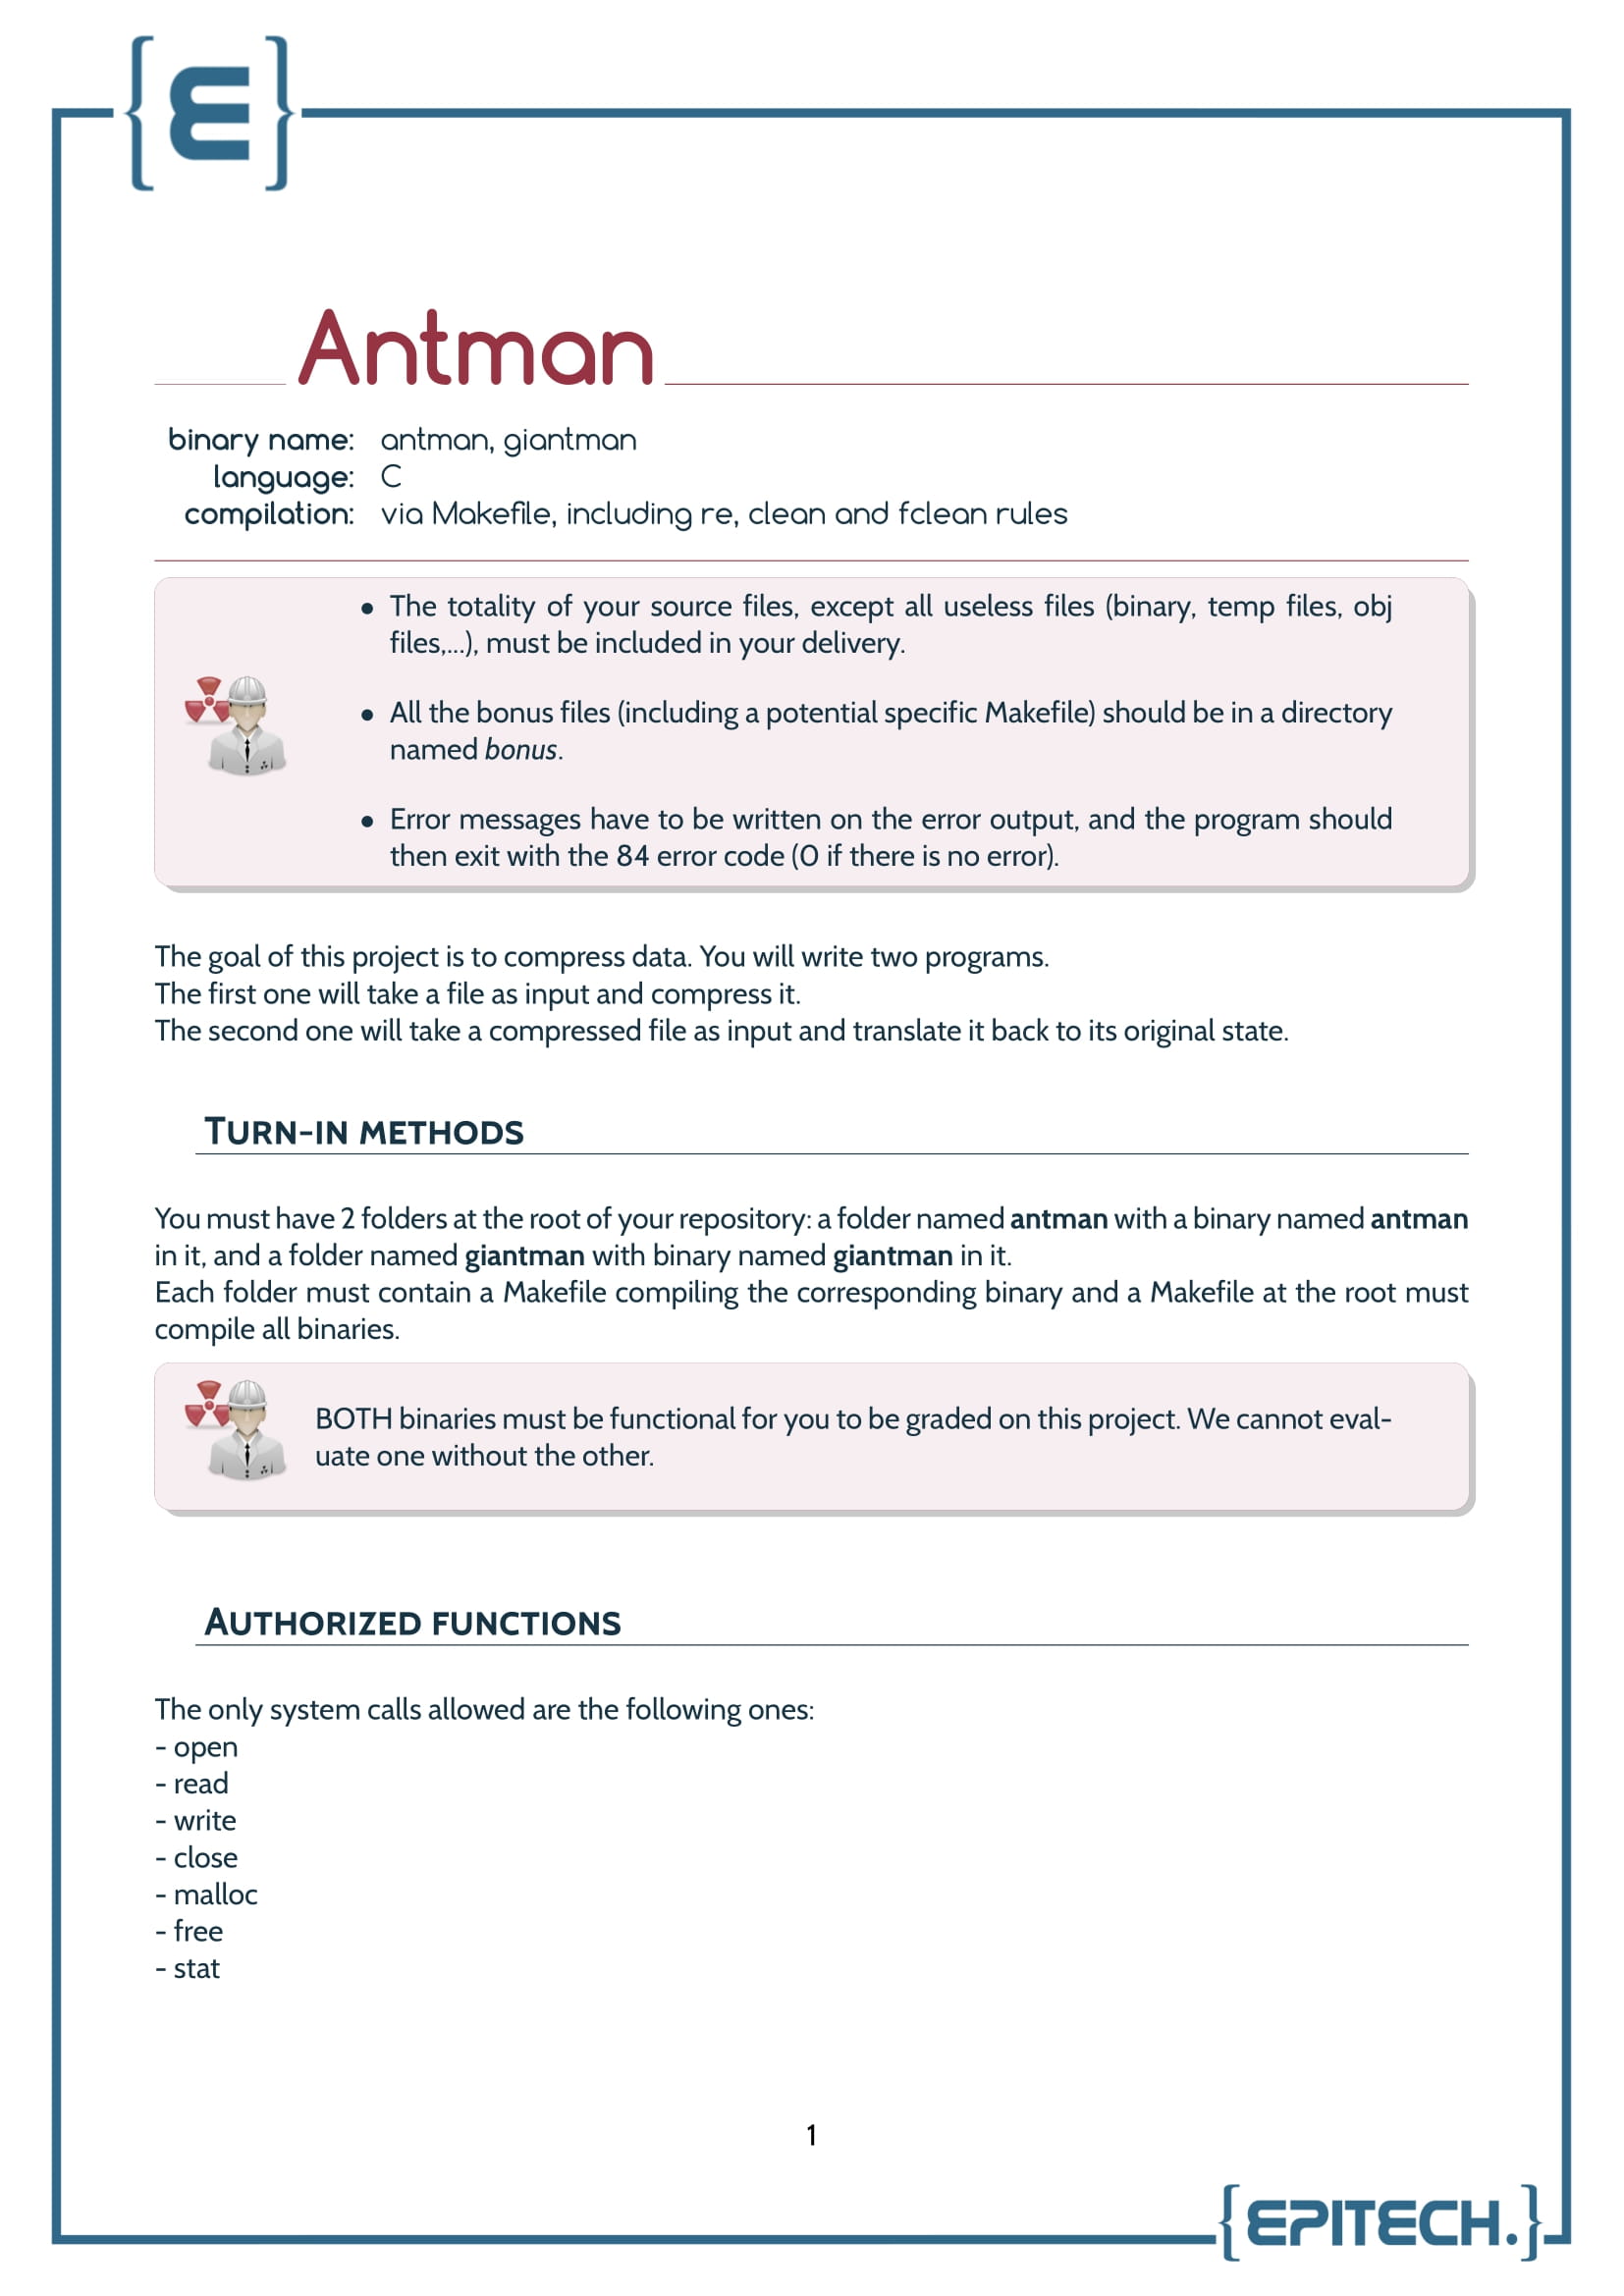 Antman
binary name: antman, giantman
language: C
compilation: via Makefile, including re, clean and fclean rules
• The totality of your source files, except all useless files (binary, temp files, obj
files,...), must be included in your delivery.
• All the bonus files (including a potential specific Makefile) should be in a directory
named bonus.
• Error messages have to be written on the error output, and the program should
then exit with the 84 error code (0 if there is no error).
The goal of this project is to compress data. You will write two programs.
The first one will take a file as input and compress it.
The second one will take a compressed file as input and translate it back to its original state.
TURN-IN METHODS
You must have 2 folders at the root of your repository: a folder named antman with a binary named antman
in it, and a folder named giantman with binary named giantman in it.
Each folder must contain a Makefile compiling the corresponding binary and a Makefile at the root must
compile all binaries.
BOTH binaries must be functional for you to be graded on this project. We cannot eval-
uate one without the other.
AUTHORIZED FUNCTIONS
The only system calls allowed are the following ones:
- open
- read
- write
- close
- malloc
- free
- stat
1
{EPITECH.}